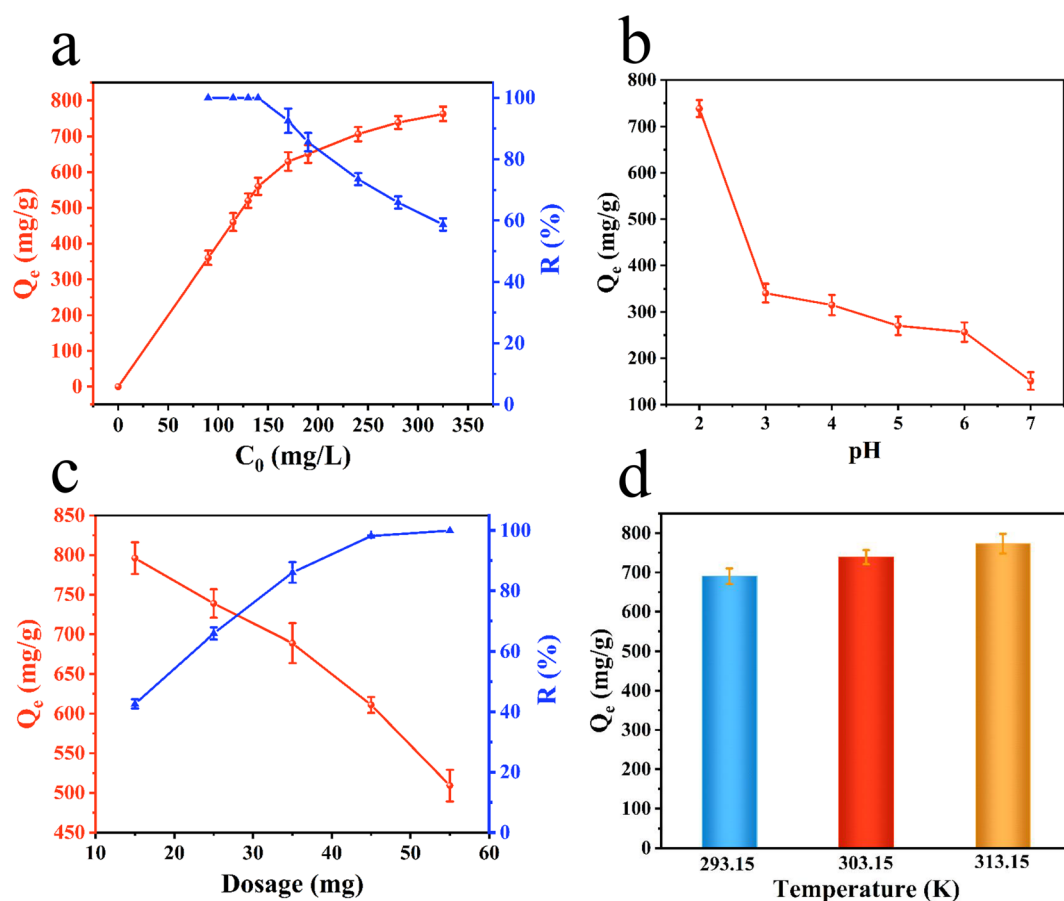 a
800
700
600
500
400
300
200
100
0
Qe (mg/g)
100
80
60
40
20
0
R (%)
0 50 100 150 200 250 300 350
C0 (mg/L)
b
800
700
600
500
400
300
200
100
Qe (mg/g)
2 3 4 5 6 7
pH
c
850
800
750
700
650
600
550
500
450
Qe (mg/g)
100
80
60
40
20
0
R (%)
10 20 30 40 50 60
Dosage (mg)
d
800
700
600
500
400
300
200
100
0
Qe (mg/g)
293.15 303.15 313.15
Temperature (K)